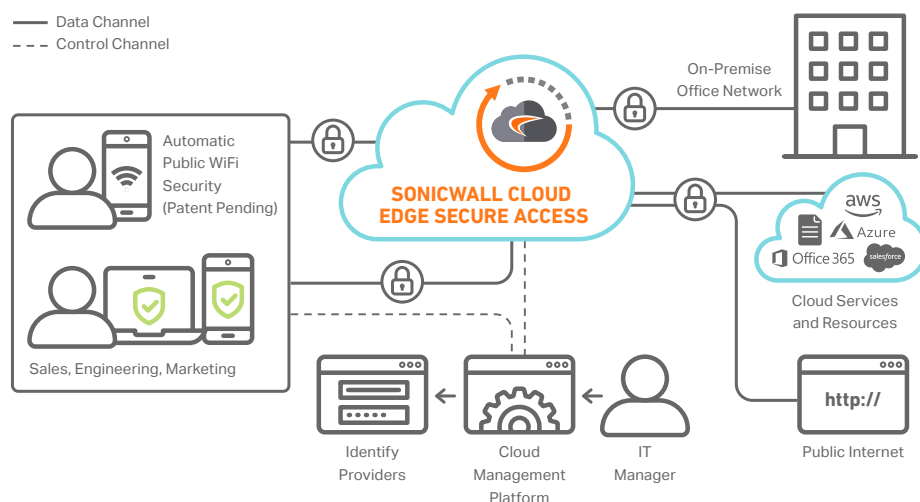 Data Channel
Control Channel
Automatic
Public WiFi
Security
(Patent Pending)
Sales, Engineering, Marketing
SONICWALL CLOUD
EDGE SECURE ACCESS
On-Premise
Office Network
aws
Azure
Office 365
salesforce
Cloud Services
and Resources
http://
Public Internet
Identify
Providers
Cloud
Management
Platform
IT
Manager